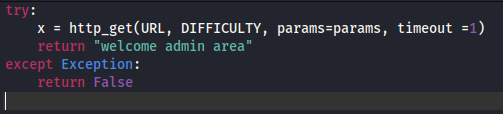 try:
    x = http_get(URL, DIFFICULTY, params=params, timeout =1)
    return "welcome admin area"
except Exception:
    return False